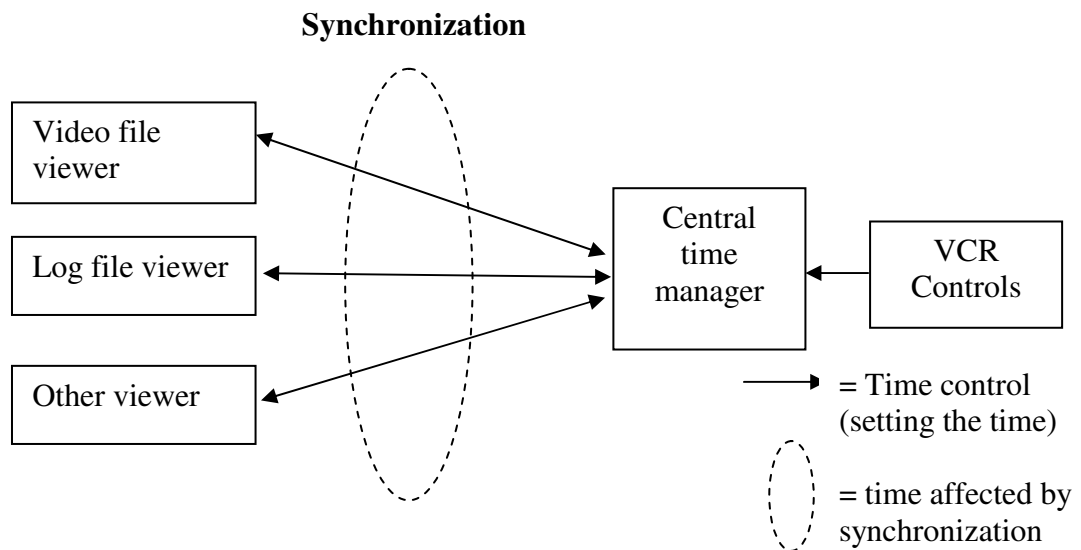 Synchronization
Video file
viewer
Log file viewer
Other viewer
Central
time
manager
VCR
Controls
= Time control
(setting the time)
= time affected by
synchronization